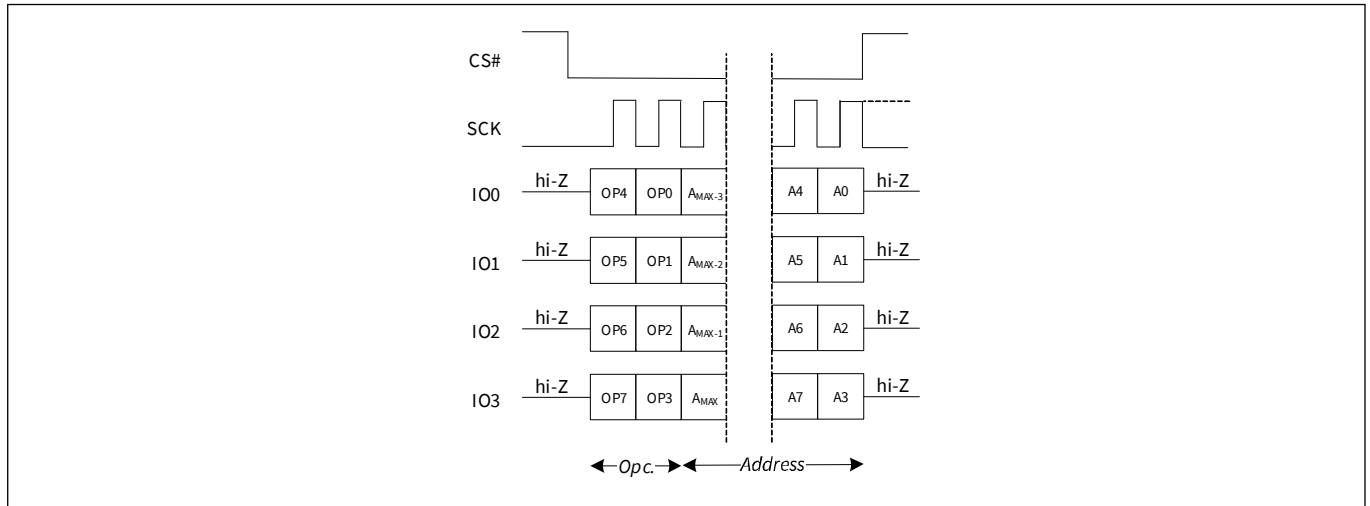 CS#
SCK
IO0 hi-Z OP4 OP0 AMAX-3 A4 A0 hi-Z
IO1 hi-Z OP5 OP1 AMAX-2 A5 A1 hi-Z
IO2 hi-Z OP6 OP2 AMAX-1 A6 A2 hi-Z
IO3 hi-Z OP7 OP3 AMAX A7 A3 hi-Z
Opc. Address